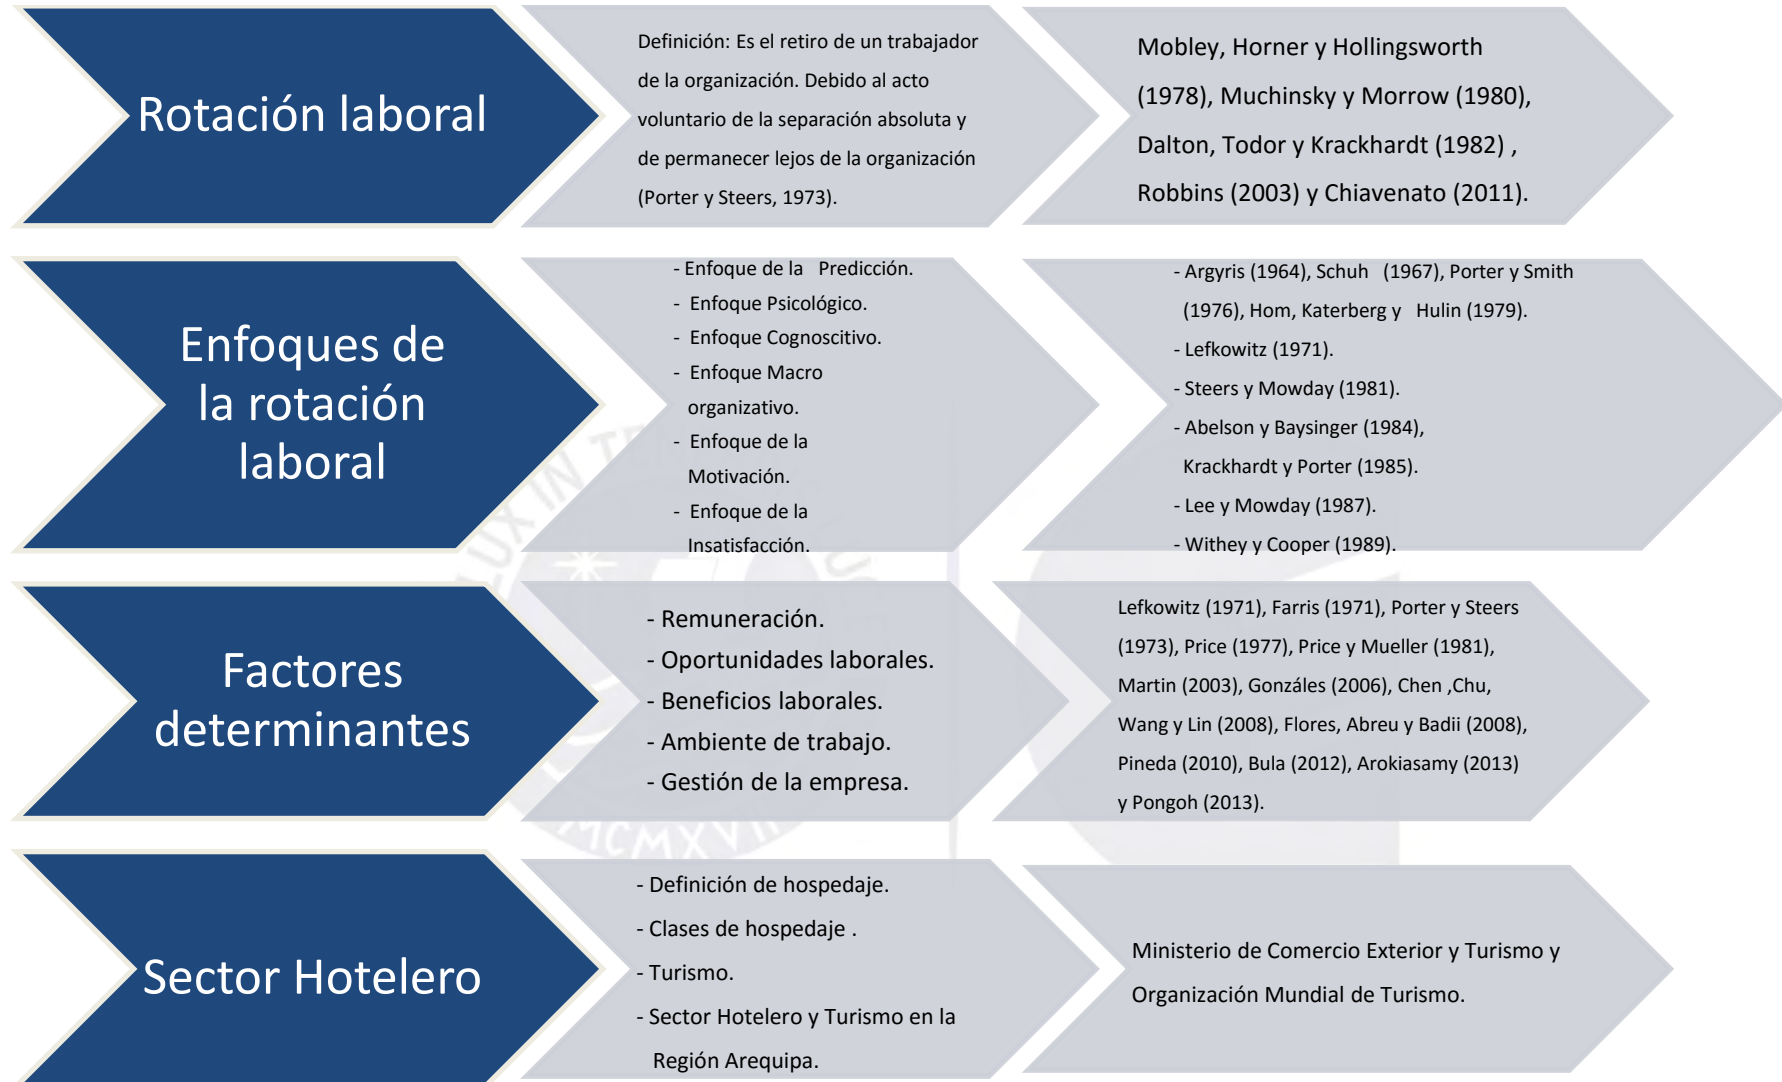 Rotación laboral
Definición: Es el retiro de un trabajador
de la organización. Debido al acto
voluntario de la separación absoluta y
de permanecer lejos de la organización
(Porter y Steers, 1973).
Mobley, Horner y Hollingsworth
(1978), Muchinsky y Morrow (1980),
Dalton, Todor y Krackhardt (1982) ,
Robbins (2003) y Chiavenato (2011).
Enfoques de
la rotación
laboral
- Enfoque de la Predicción.
- Enfoque Psicológico.
- Enfoque Cognoscitivo.
- Enfoque Macro
organizativo.
- Enfoque de la
Motivación.
- Enfoque de la
Insatisfacción.
- Argyris (1964), Schuh (1967), Porter y Smith
(1976), Hom, Katerberg y Hulin (1979).
- Lefkowitz (1971).
- Steers y Mowday (1981).
- Abelson y Baysinger (1984),
Krackhardt y Porter (1985).
- Lee y Mowday (1987).
- Withey y Cooper (1989).
Factores
determinantes
- Remuneración.
- Oportunidades laborales.
- Beneficios laborales.
- Ambiente de trabajo.
- Gestión de la empresa.
Lefkowitz (1971), Farris (1971), Porter y Steers
(1973), Price (1977), Price y Mueller (1981),
Martin (2003), Gonzáles (2006), Chen ,Chu,
Wang y Lin (2008), Flores, Abreu y Badii (2008),
Pineda (2010), Bula (2012), Arokiasamy (2013)
y Pongoh (2013).
Sector Hotelero
- Definición de hospedaje.
- Clases de hospedaje .
- Turismo.
- Sector Hotelero y Turismo en la
Región Arequipa.
Ministerio de Comercio Exterior y Turismo y
Organización Mundial de Turismo.
LUX IN TEN
MCMXVII